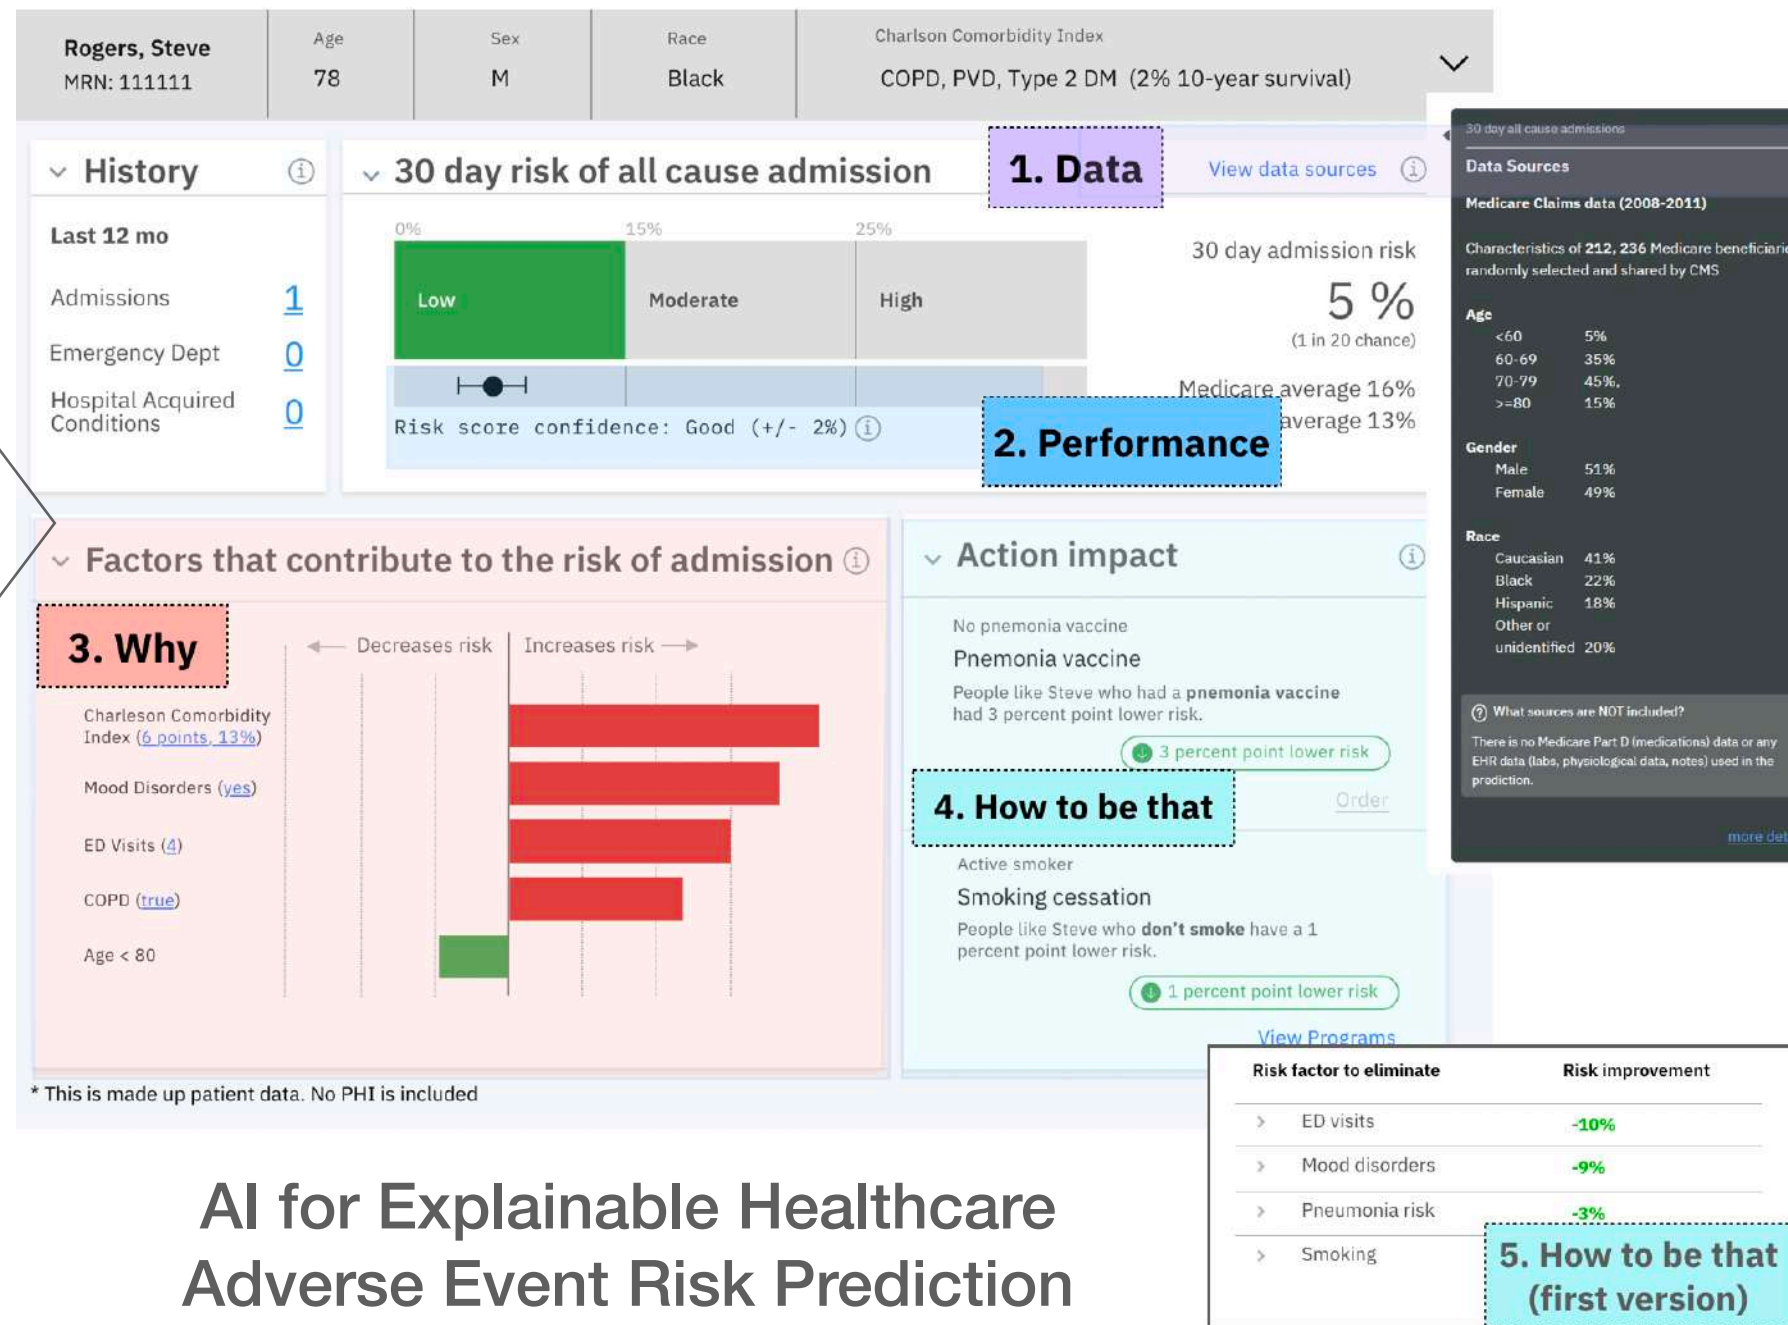 Rogers, Steve
MRN: 111111
Age
78
Sex
M
Race
Black
Charlson Comorbidity Index
COPD, PVD, Type 2 DM (2% 10-year survival)
History
Last 12 mo
Admissions 1
Emergency Dept 0
Hospital Acquired
Conditions 0
30 day risk of all cause admission
1. Data
View data sources
0% 15% 25%
Low Moderate High
Risk score confidence: Good (+/- 2%)
30 day admission risk
5 %
(1 in 20 chance)
Medicare average 16%
average 13%
2. Performance
30 day all cause admissions
Data Sources
Medicare Claims data (2008-2011)
Characteristics of 212, 236 Medicare beneficiarie
randomly selected and shared by CMS
Age
<60 5%
60-69 35%
70-79 45%.
>=80 15%
Gender
Male 51%
Female 49%
Race
Caucasian 41%
Black 22%
Hispanic 18%
Other or
unidentified 20%
What sources are NOT included?
There is no Medicare Part D (medications) data or any
EHR data (labs, physiological data, notes) used in the
prediction.
more det
Factors that contribute to the risk of admission
3. Why
Decreases risk Increases risk
Charleson Comorbidity
Index (6 points, 13%)
Mood Disorders (yes)
ED Visits (4)
COPD (true)
Age < 80
Action impact
No pnemonia vaccine
Pnemonia vaccine
People like Steve who had a pnemonia vaccine
had 3 percent point lower risk.
3 percent point lower risk
Order
4. How to be that
Active smoker
Smoking cessation
People like Steve who don't smoke have a 1
percent point lower risk.
1 percent point lower risk
View Programs
* This is made up patient data. No PHI is included
Risk factor to eliminate Risk improvement
ED visits -10%
Mood disorders -9%
Pneumonia risk -3%
Smoking
5. How to be that
(first version)
AI for Explainable Healthcare
Adverse Event Risk Prediction